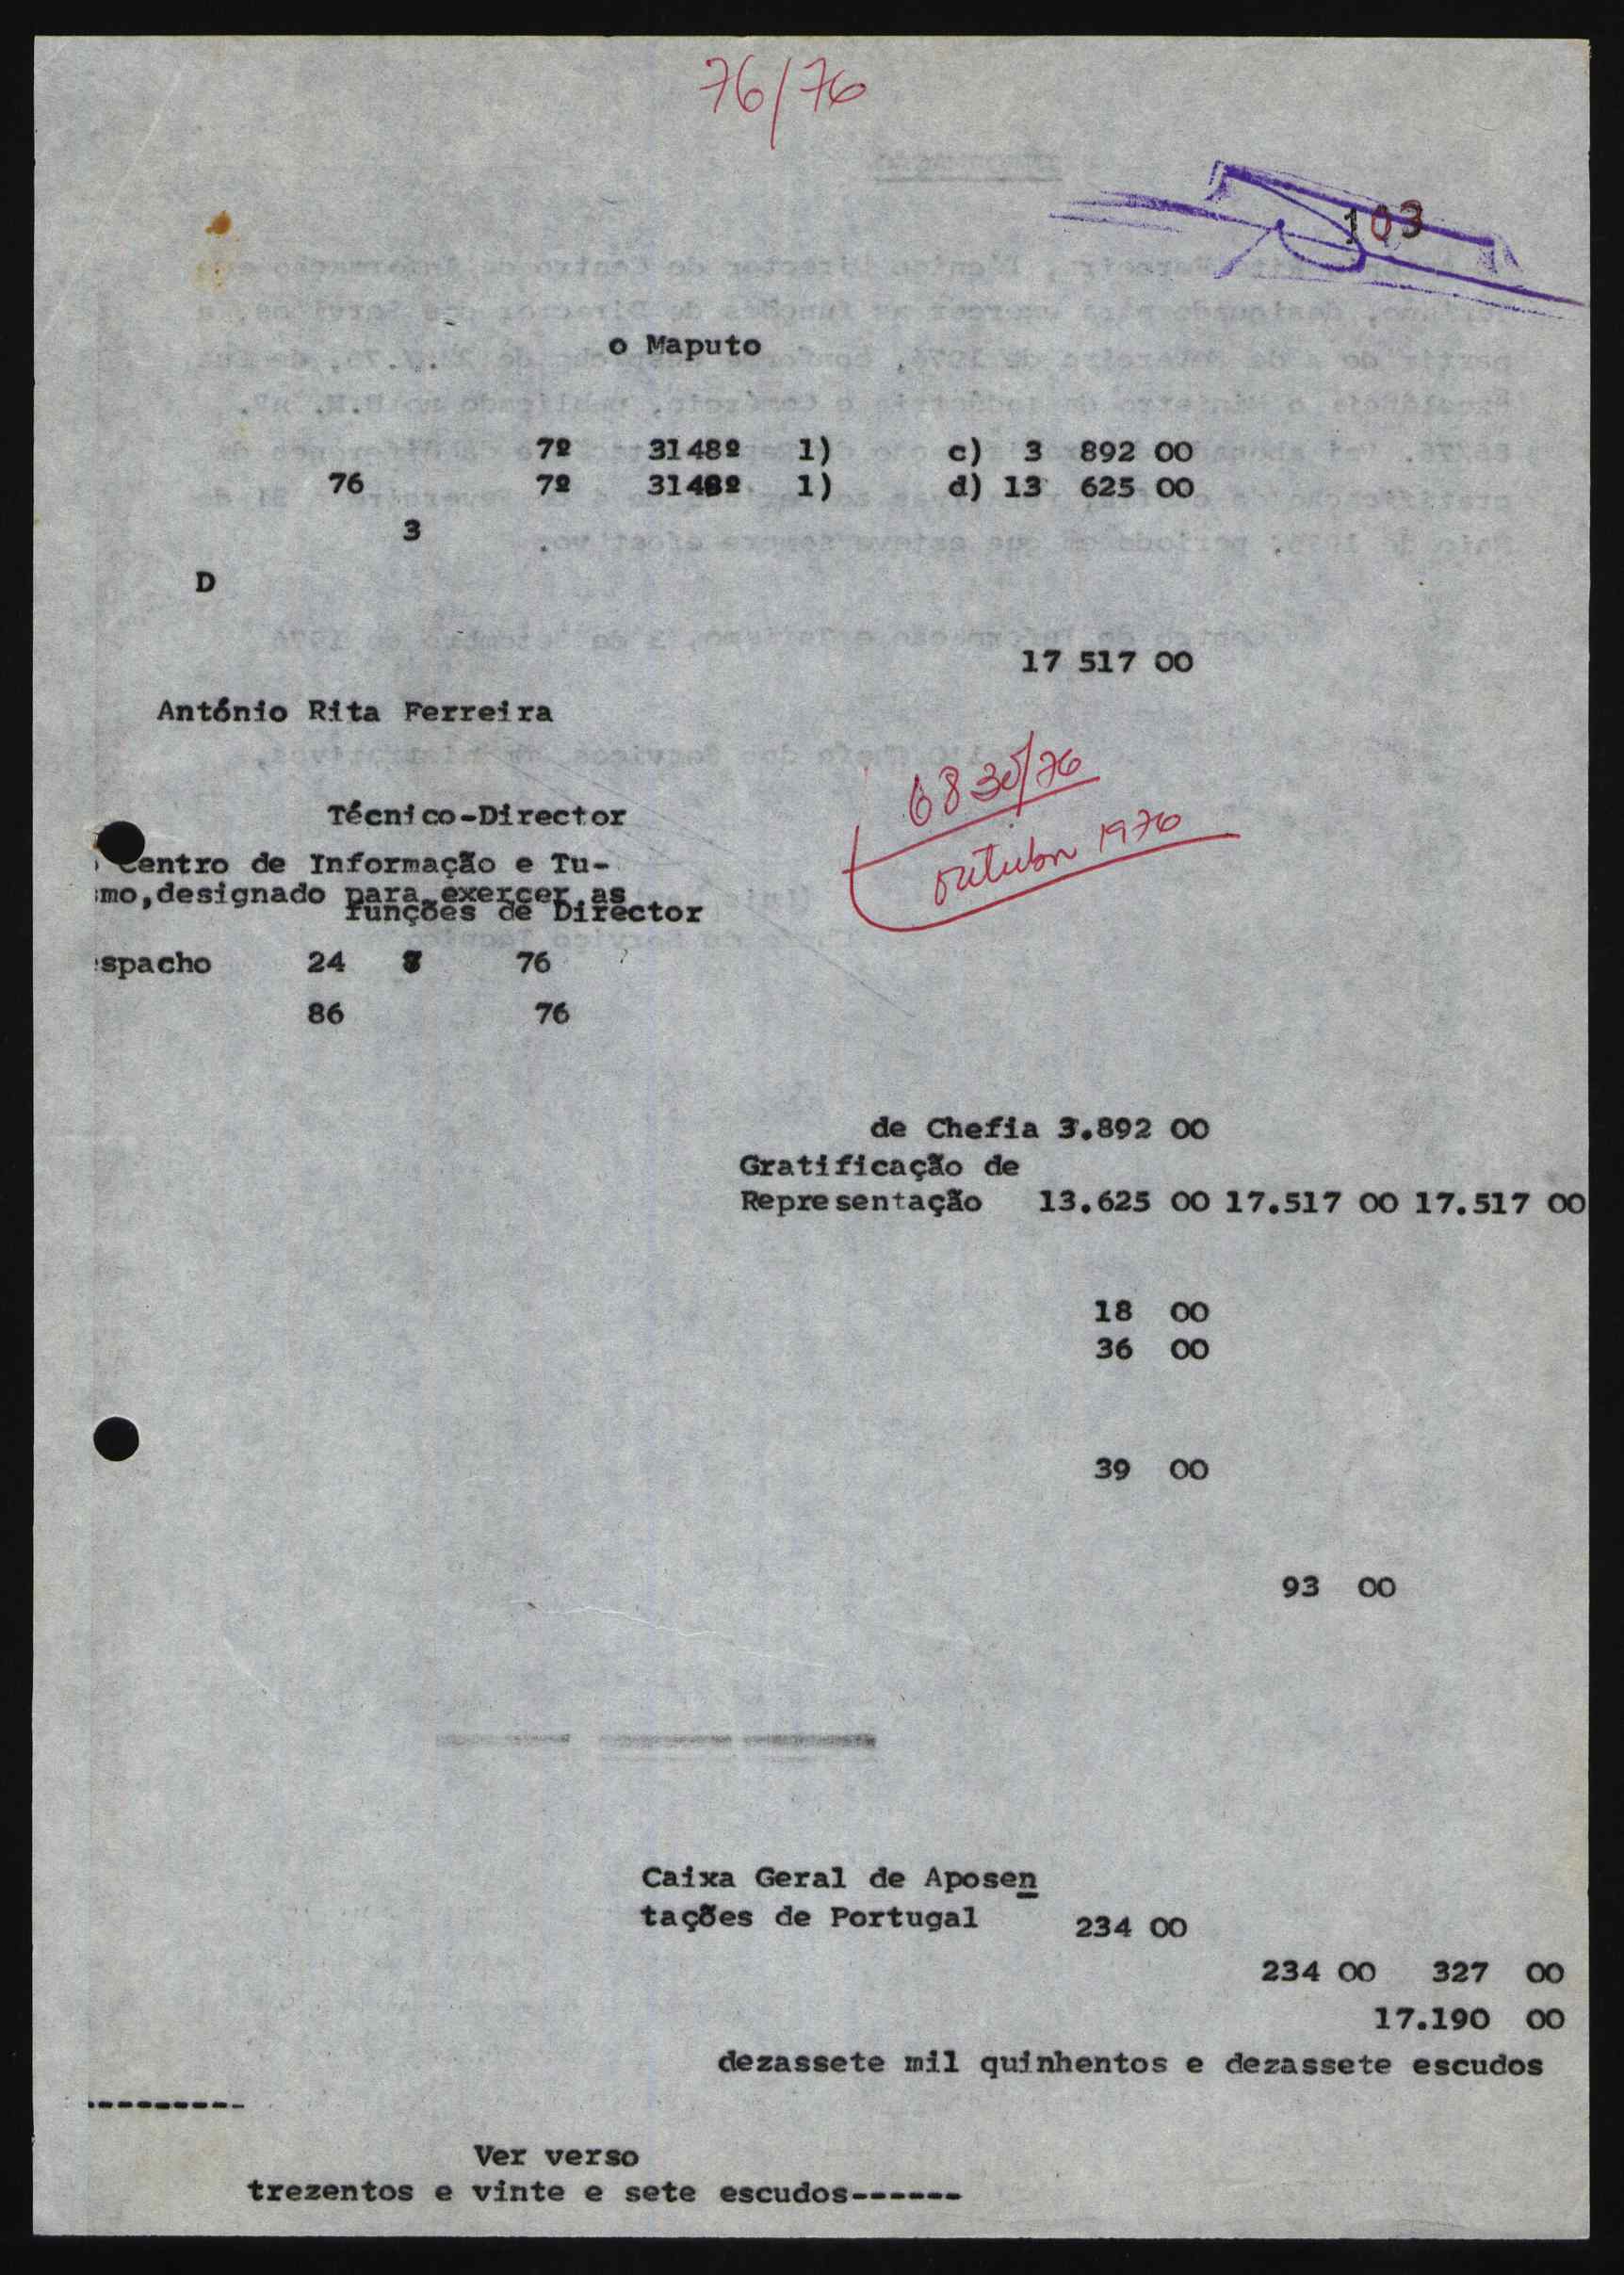 76/76
103
o Maputo
7º 3148º 1) c) 3 892 00
76 7º 3148º 1) d) 13 625 00
3
D
17 517 00
António Rita Ferreira
6830/76
outubro 1976
Técnico-Director
Centro de Informação e Tu-
mo,designado para exercer as
funções de Director
spacho 24 76
86 76
de Chefia 3.892 00
Gratificação de
Representação 13.625 00 17.517 00 17.517 00
18 00
36 00
39 00
93 00
Caixa Geral de Aposen
tações de Portugal 234 00
234 00 327 00
17.190 00
dezassete mil quinhentos e dezassete escudos
---------
Ver verso
trezentos e vinte e sete escudos------